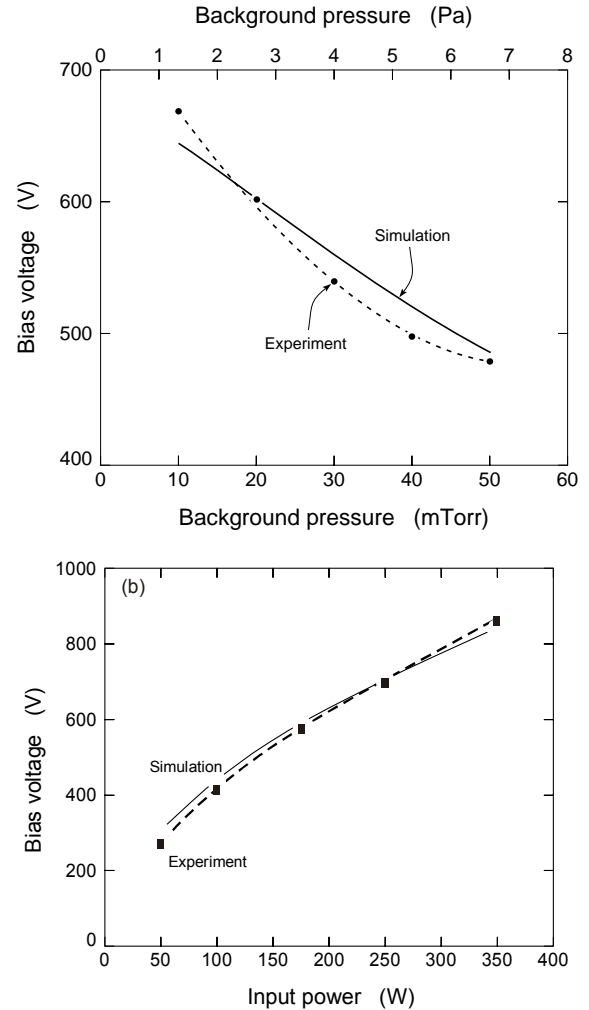 Background pressure (Pa)
0 1 2 3 4 5 6 7 8
700
600
500
400
Bias voltage (V)
Simulation
Experiment
0 10 20 30 40 50 60
Background pressure (mTorr)
(b)
1000
800
600
400
200
0
Bias voltage (V)
Simulation
Experiment
0 50 100 150 200 250 300 350 400
Input power (W)